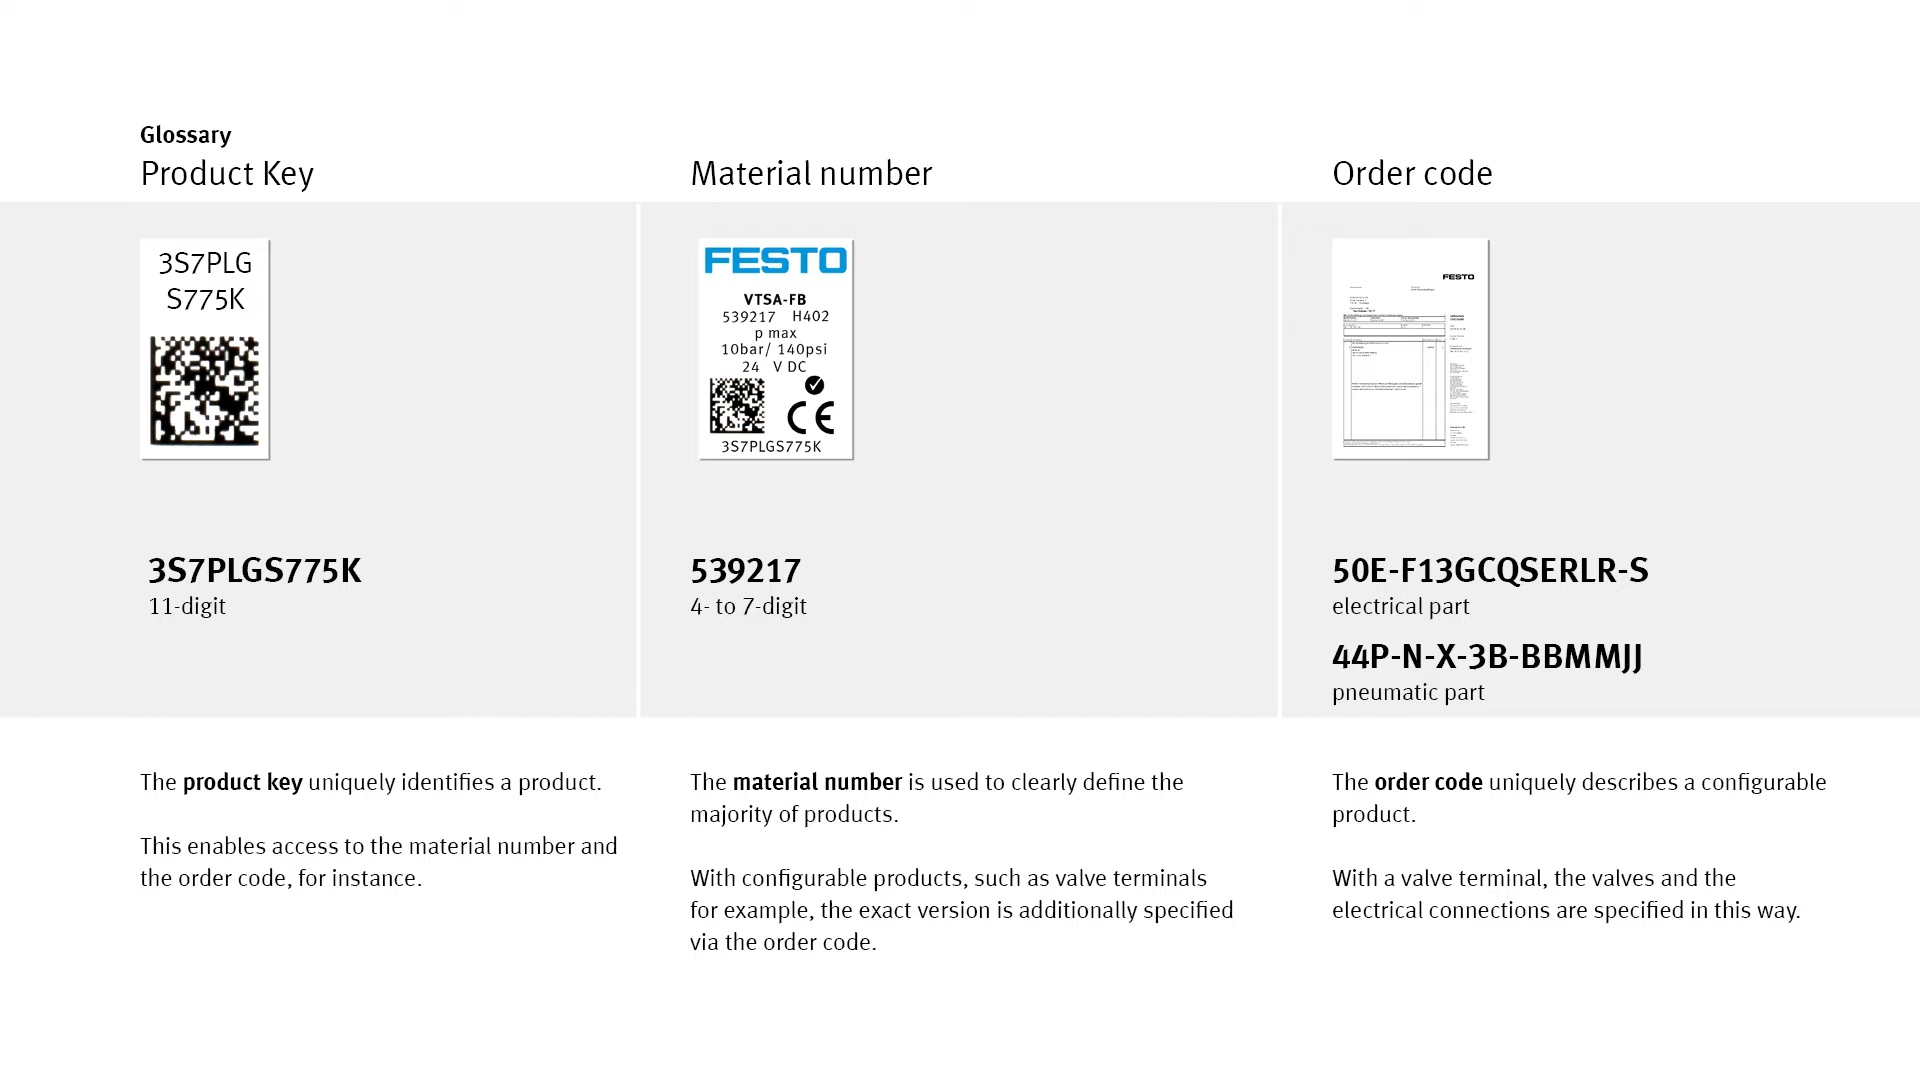 Glossary
Product Key
3S7PLG
S775K
3S7PLGS775K
11-digit
The product key uniquely identifies a product.
This enables access to the material number and
the order code, for instance.
Material number
FESTO
VTSA-FB
539217 H402
p max
10bar/ 140psi
24 V DC
CE
3S7PLGS775K
539217
4- to 7-digit
The material number is used to clearly define the
majority of products.
With configurable products, such as valve terminals
for example, the exact version is additionally specified
via the order code.
Order code
FESTO
50E-F13GCQSERLR-S
electrical part
44P-N-X-3B-BBMMJJ
pneumatic part
The order code uniquely describes a configurable
product.
With a valve terminal, the valves and the
electrical connections are specified in this way.